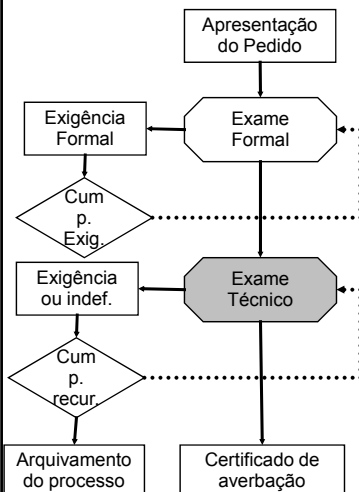 Apresentação
do Pedido
Exigência
Formal
Exame
Formal
Cum
p.
Exig.
Exigência
ou indef.
Exame
Técnico
Cum
p.
recur.
Arquivamento
do processo
Certificado de
averbação